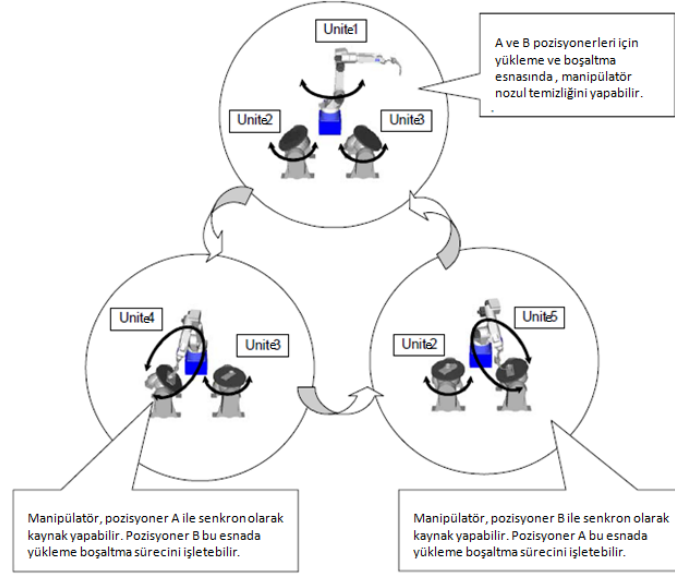 Unite1
A ve B pozisyonerleri için
yükleme ve boşaltma
esnasında , manipülatör
nozul temizliğini yapabilir.
.
Unite2
Unite3
Unite4
Unite3
Unite2
Unite5
Manipülatör, pozisyoner A ile senkron olarak
kaynak yapabilir. Pozisyoner B bu esnada
yükleme boşaltma sürecini işletebilir.
Manipülatör, pozisyoner B ile senkron olarak
kaynak yapabilir. Pozisyoner A bu esnada
yükleme boşaltma sürecini işletebilir.